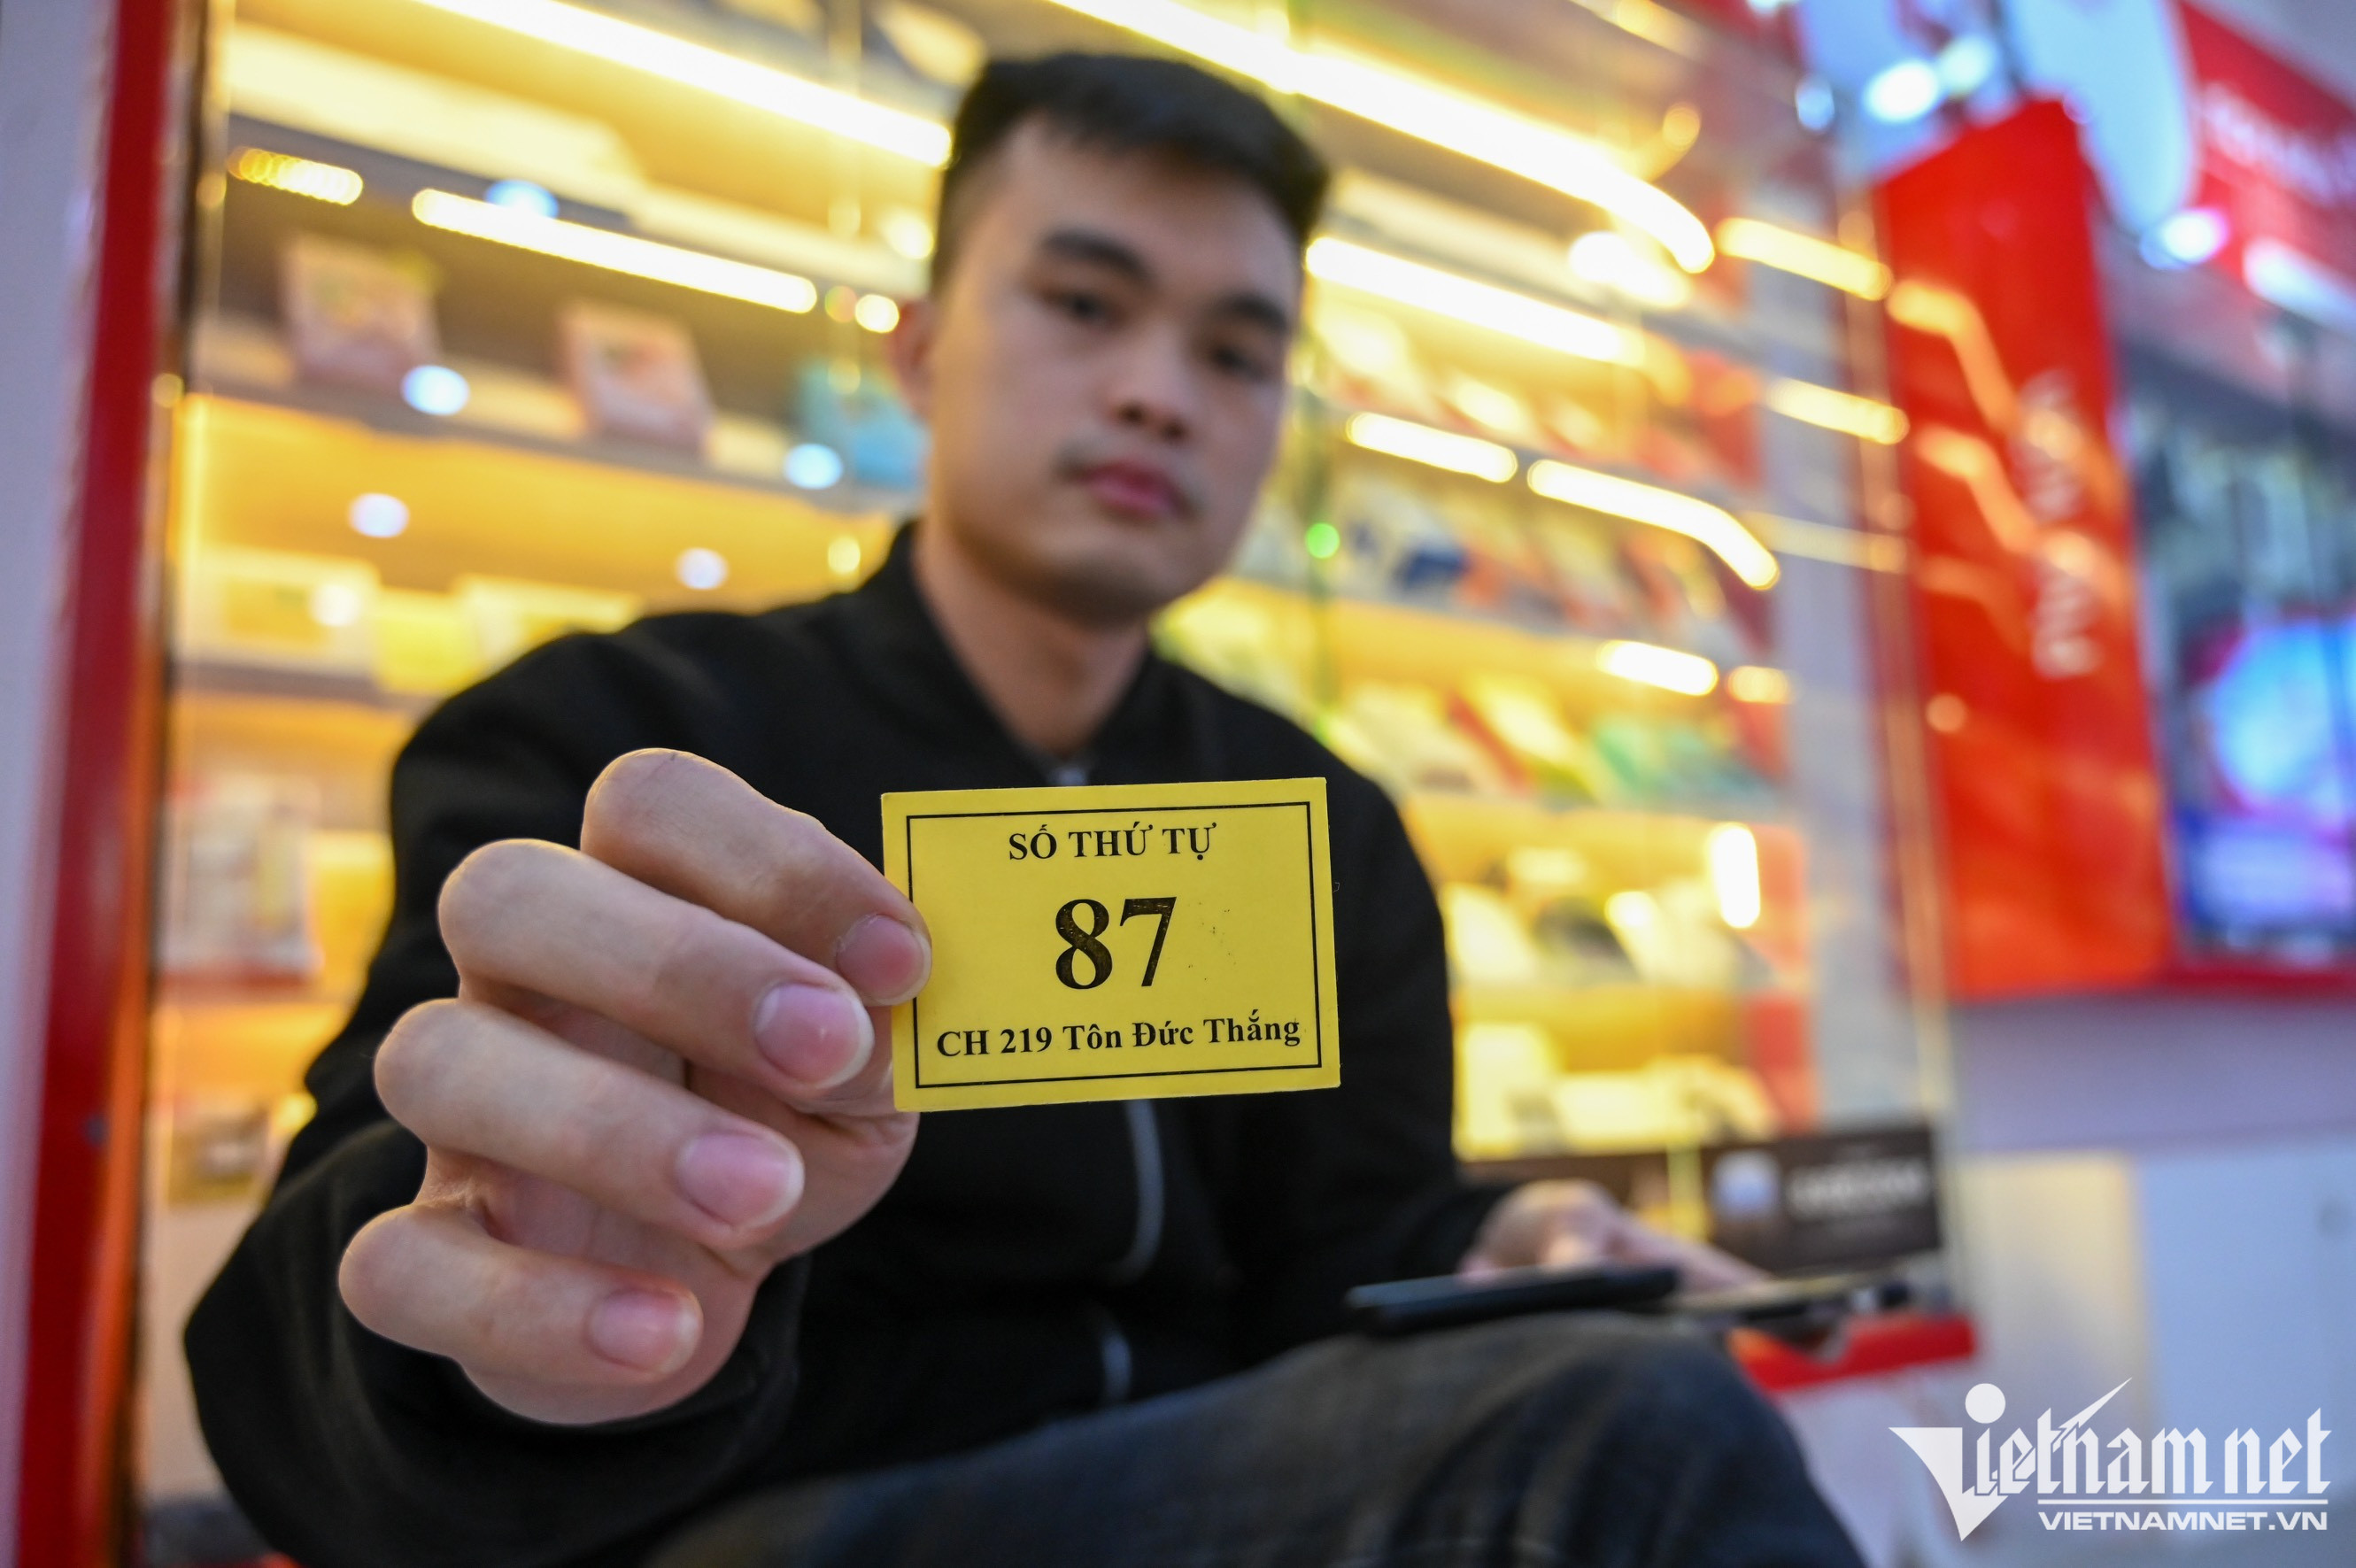 SỐ THỨ TỰ
87
CH 219 Tôn Đức Thắng
Vietnamnet
VIETNAMNET.VN